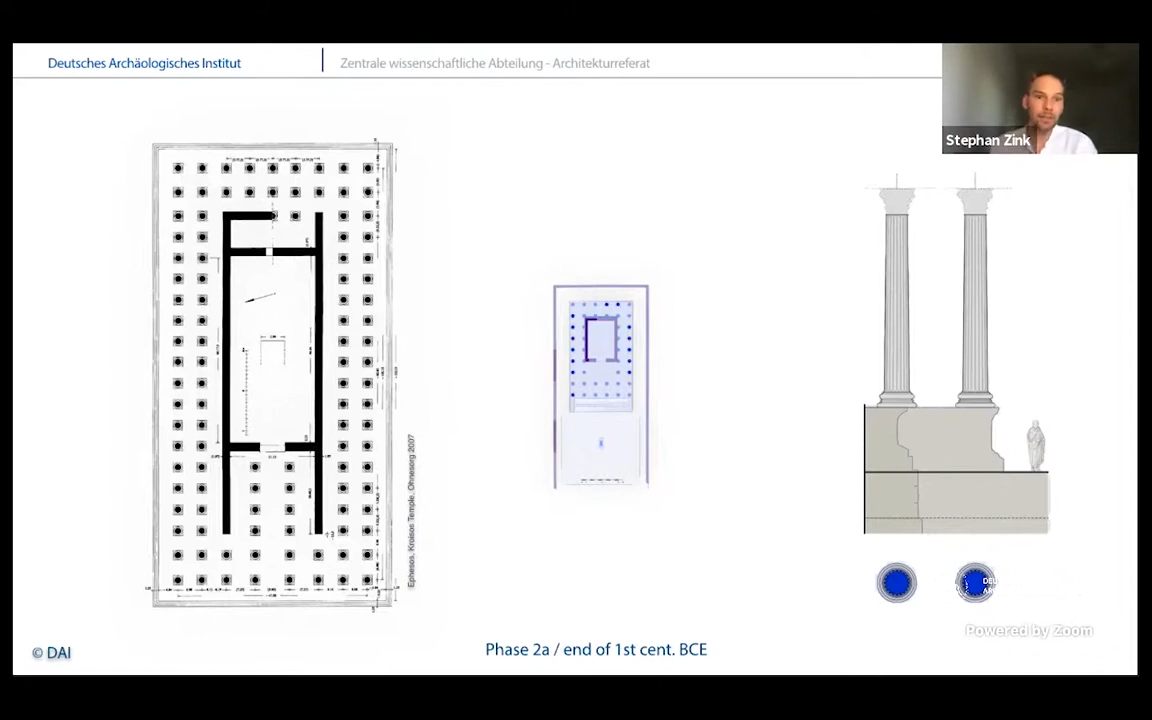 Deutsches Archäologisches Institut
Zentrale wissenschaftliche Abteilung - Architekturreferat
Stephan Zink
Ephesos, Kroisos Temple, Ohnesorg 2007
Powered by Zoom
© DAI
Phase 2a / end of 1st cent. BCE